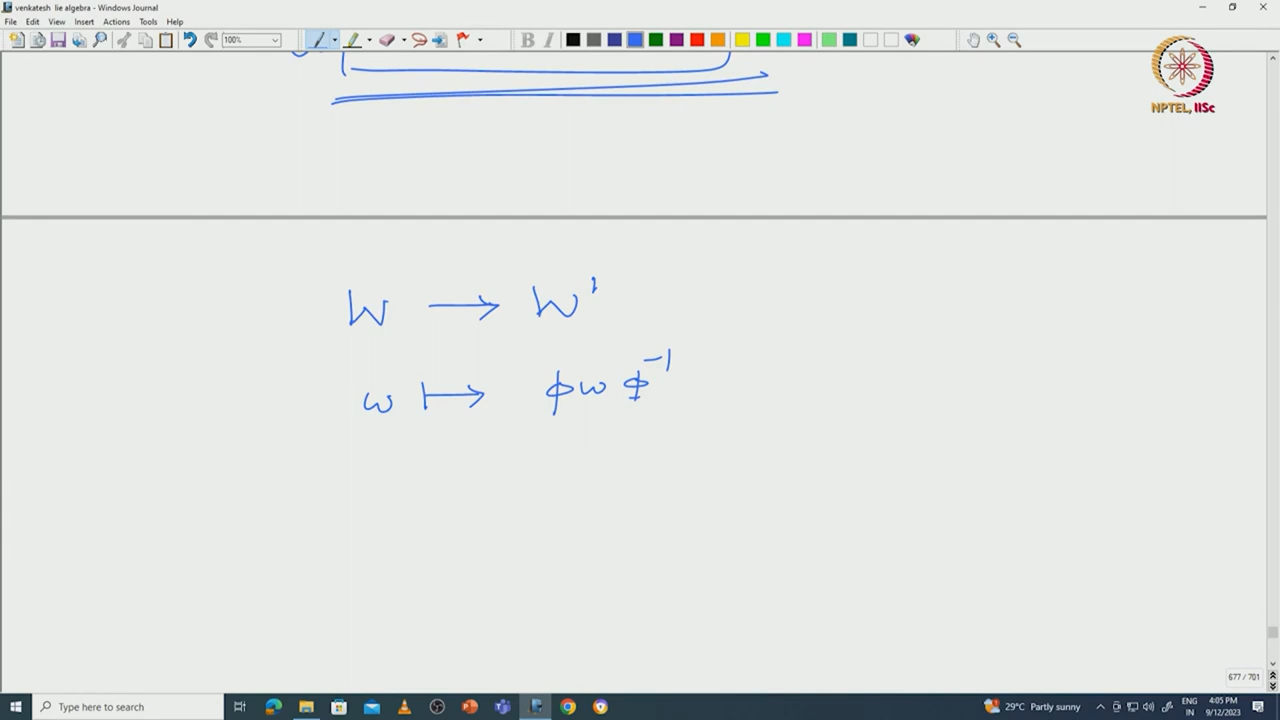 venkatesh lie algebra - Windows Journal
File Edit View Insert Actions Tools Help
100%
B I
NPTEL, IISc
W ⟶ W'
w ⟼ ϕ w ϕ⁻¹
677 / 701
Type here to search
29°C Partly sunny
ENG
IN
4:05 PM
9/12/2023